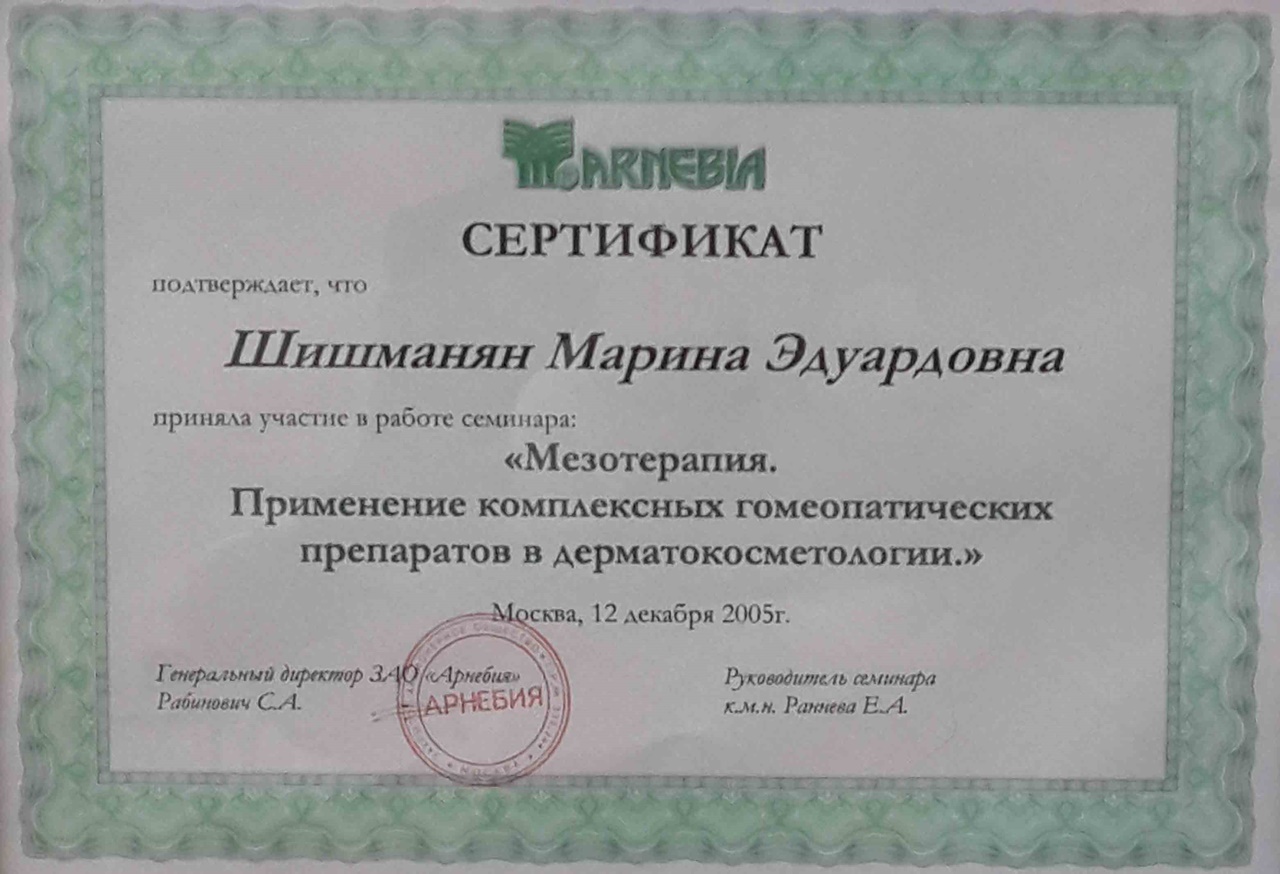 ARNEBIA
СЕРТИФИКАТ
подтверждает, что
Шишманян Марина Эдуардовна
приняла участие в работе семинара:
«Мезотерапия.
Применение комплексных гомеопатических
препаратов в дерматокосметологии.»
Москва, 12 декабря 2005г.
Генеральный директор ЗАО «Арнебия»
Рабинович С.А.
АРНЕБИЯ
Руководитель семинара
к.м.н. Раннева Е.А.